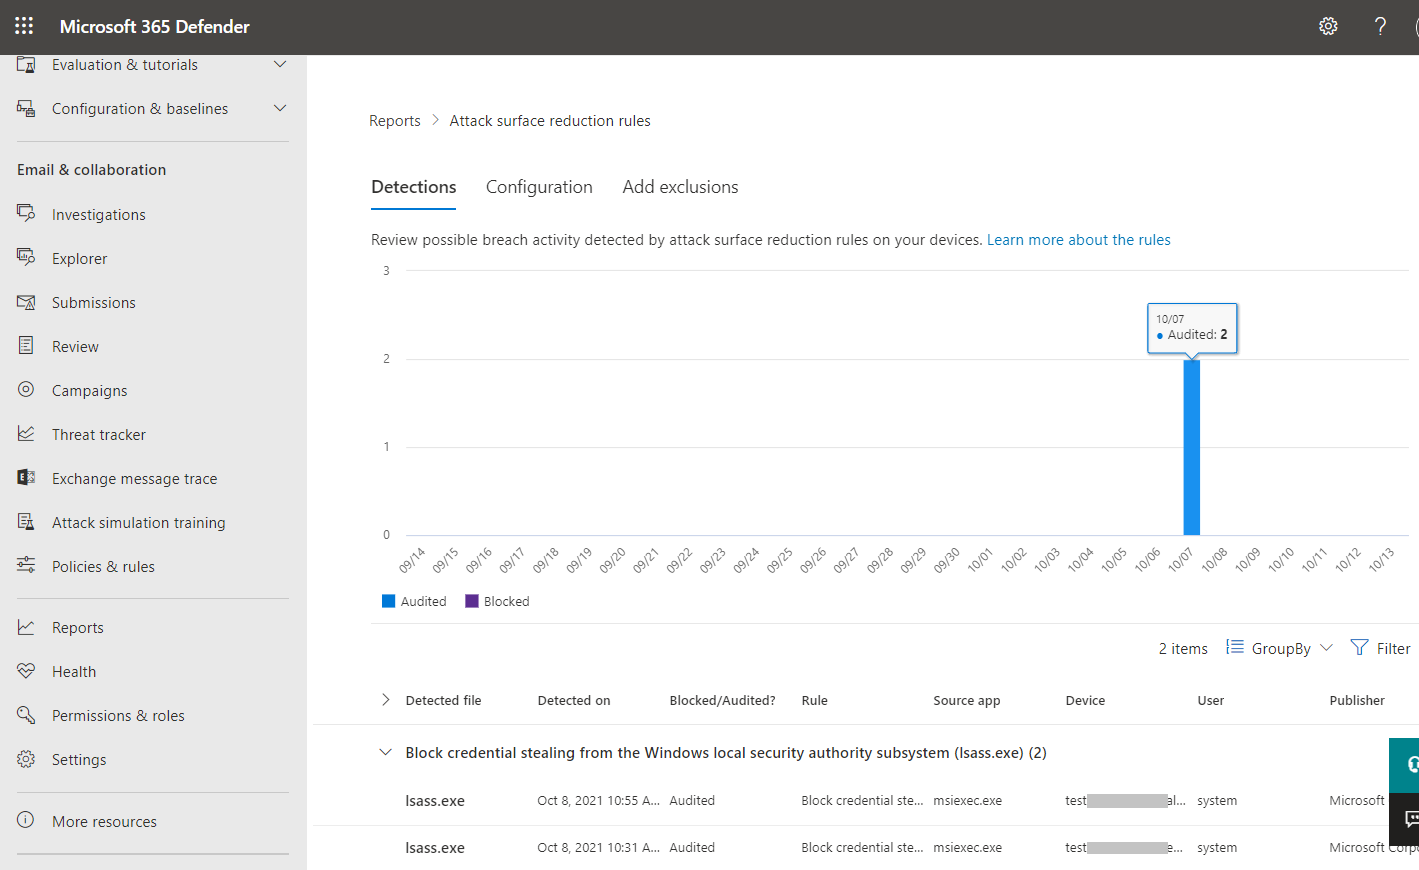 Microsoft 365 Defender
?
Evaluation & tutorials
Configuration & baselines
Email & collaboration
Investigations
Explorer
Submissions
Review
Campaigns
Threat tracker
Exchange message trace
Attack simulation training
Policies & rules
Reports
Health
Permissions & roles
Settings
More resources
Reports > Attack surface reduction rules
Detections Configuration Add exclusions
Review possible breach activity detected by attack surface reduction rules on your devices. Learn more about the rules
3
2
1
0
10/07
Audited: 2
09/14 09/15 09/16 09/17 09/18 09/19 09/20 09/21 09/22 09/23 09/24 09/25 09/26 09/27 09/28 09/29 09/30 10/01 10/02 10/03 10/04 10/05 10/06 10/07 10/08 10/09 10/10 10/11 10/12 10/13
Audited Blocked
2 items GroupBy Filter
Detected file Detected on Blocked/Audited? Rule Source app Device User Publisher
Block credential stealing from the Windows local security authority subsystem (lsass.exe) (2)
lsass.exe Oct 8, 2021 10:55 A... Audited Block credential ste... msiexec.exe test al... system Microsoft
lsass.exe Oct 8, 2021 10:31 A... Audited Block credential ste... msiexec.exe test e... system Microsoft